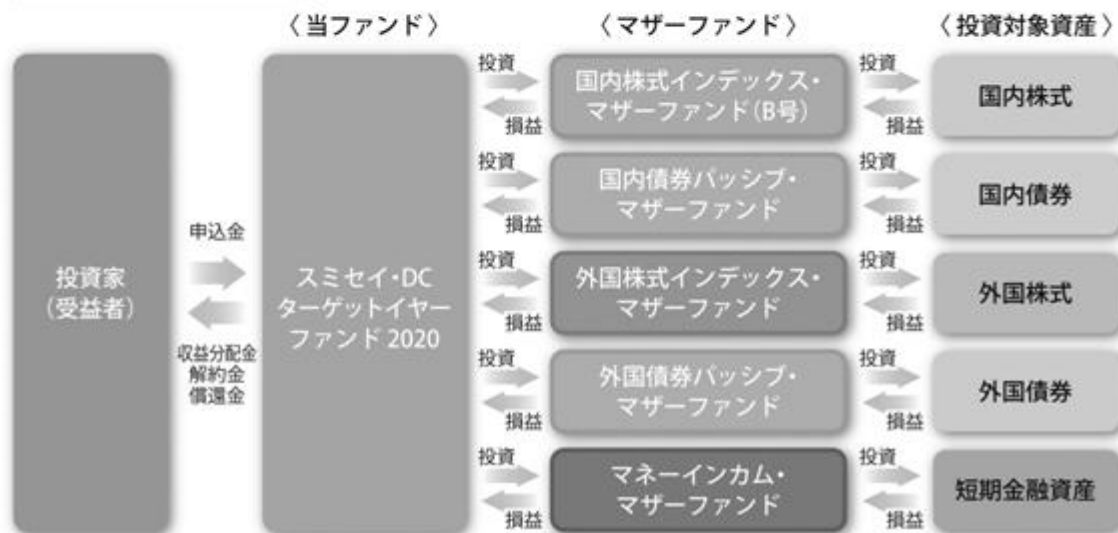 〈 当ファンド 〉
〈 マザーファンド 〉
〈 投資対象資産 〉
投資家
（受益者）
申込金
収益分配金
解約金
償還金
スミセイ・DC
ターゲットイヤー
ファンド 2020
投資
損益
国内株式インデックス・
マザーファンド（B号）
投資
損益
国内株式
投資
損益
国内債券パッシブ・
マザーファンド
投資
損益
国内債券
投資
損益
外国株式インデックス・
マザーファンド
投資
損益
外国株式
投資
損益
外国債券パッシブ・
マザーファンド
投資
損益
外国債券
投資
損益
マネーインカム・
マザーファンド
投資
損益
短期金融資産